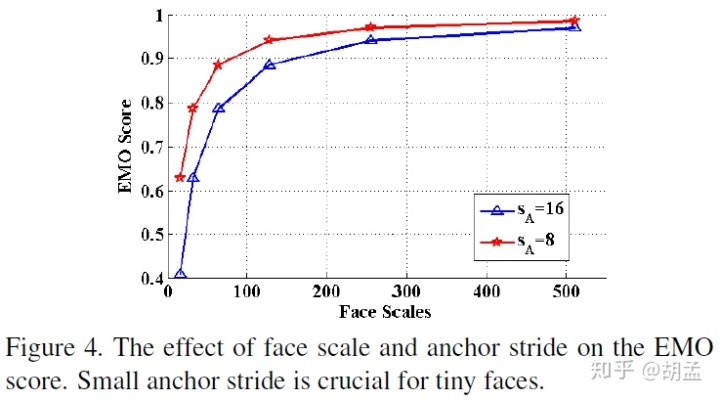 1
0.9
0.8
0.7
0.6
0.5
0.4
EMO Score
s_A=16
s_A=8
0 100 200 300 400 500
Face Scales
Figure 4. The effect of face scale and anchor stride on the EMO
score. Small anchor stride is crucial for tiny faces.
知乎 @胡孟